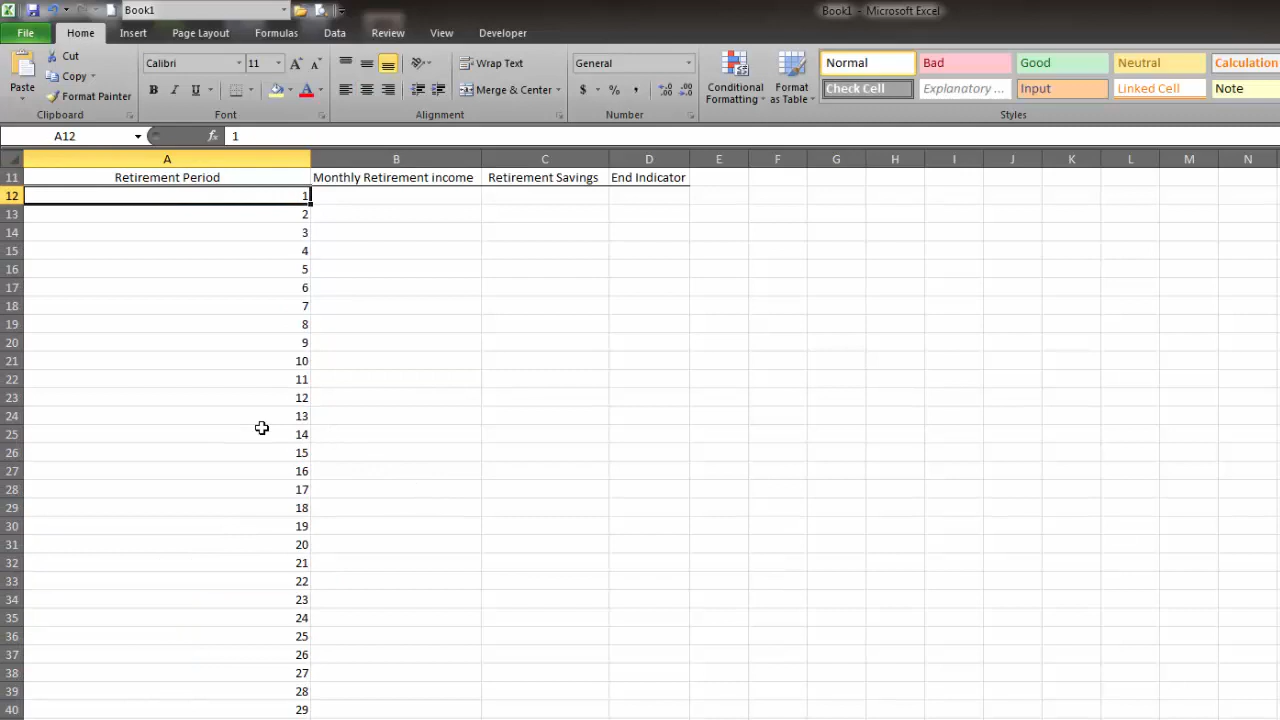 Book1
Book1 - Microsoft Excel
File Home Insert Page Layout Formulas Data Review View Developer
Cut Calibri 11 A A Wrap Text General Normal Bad Good Neutral Calculation
Copy
Paste Format Painter B I U A Merge & Center $ % , Conditional Formatting Format as Table Check Cell Explanatory ... Input Linked Cell Note
Clipboard Font Alignment Number Styles
A12 fx 1
A B C D E F G H I J K L M N
11 Retirement Period Monthly Retirement income Retirement Savings End Indicator
12 1
13 2
14 3
15 4
16 5
17 6
18 7
19 8
20 9
21 10
22 11
23 12
24 13
25 14
26 15
27 16
28 17
29 18
30 19
31 20
32 21
33 22
34 23
35 24
36 25
37 26
38 27
39 28
40 29